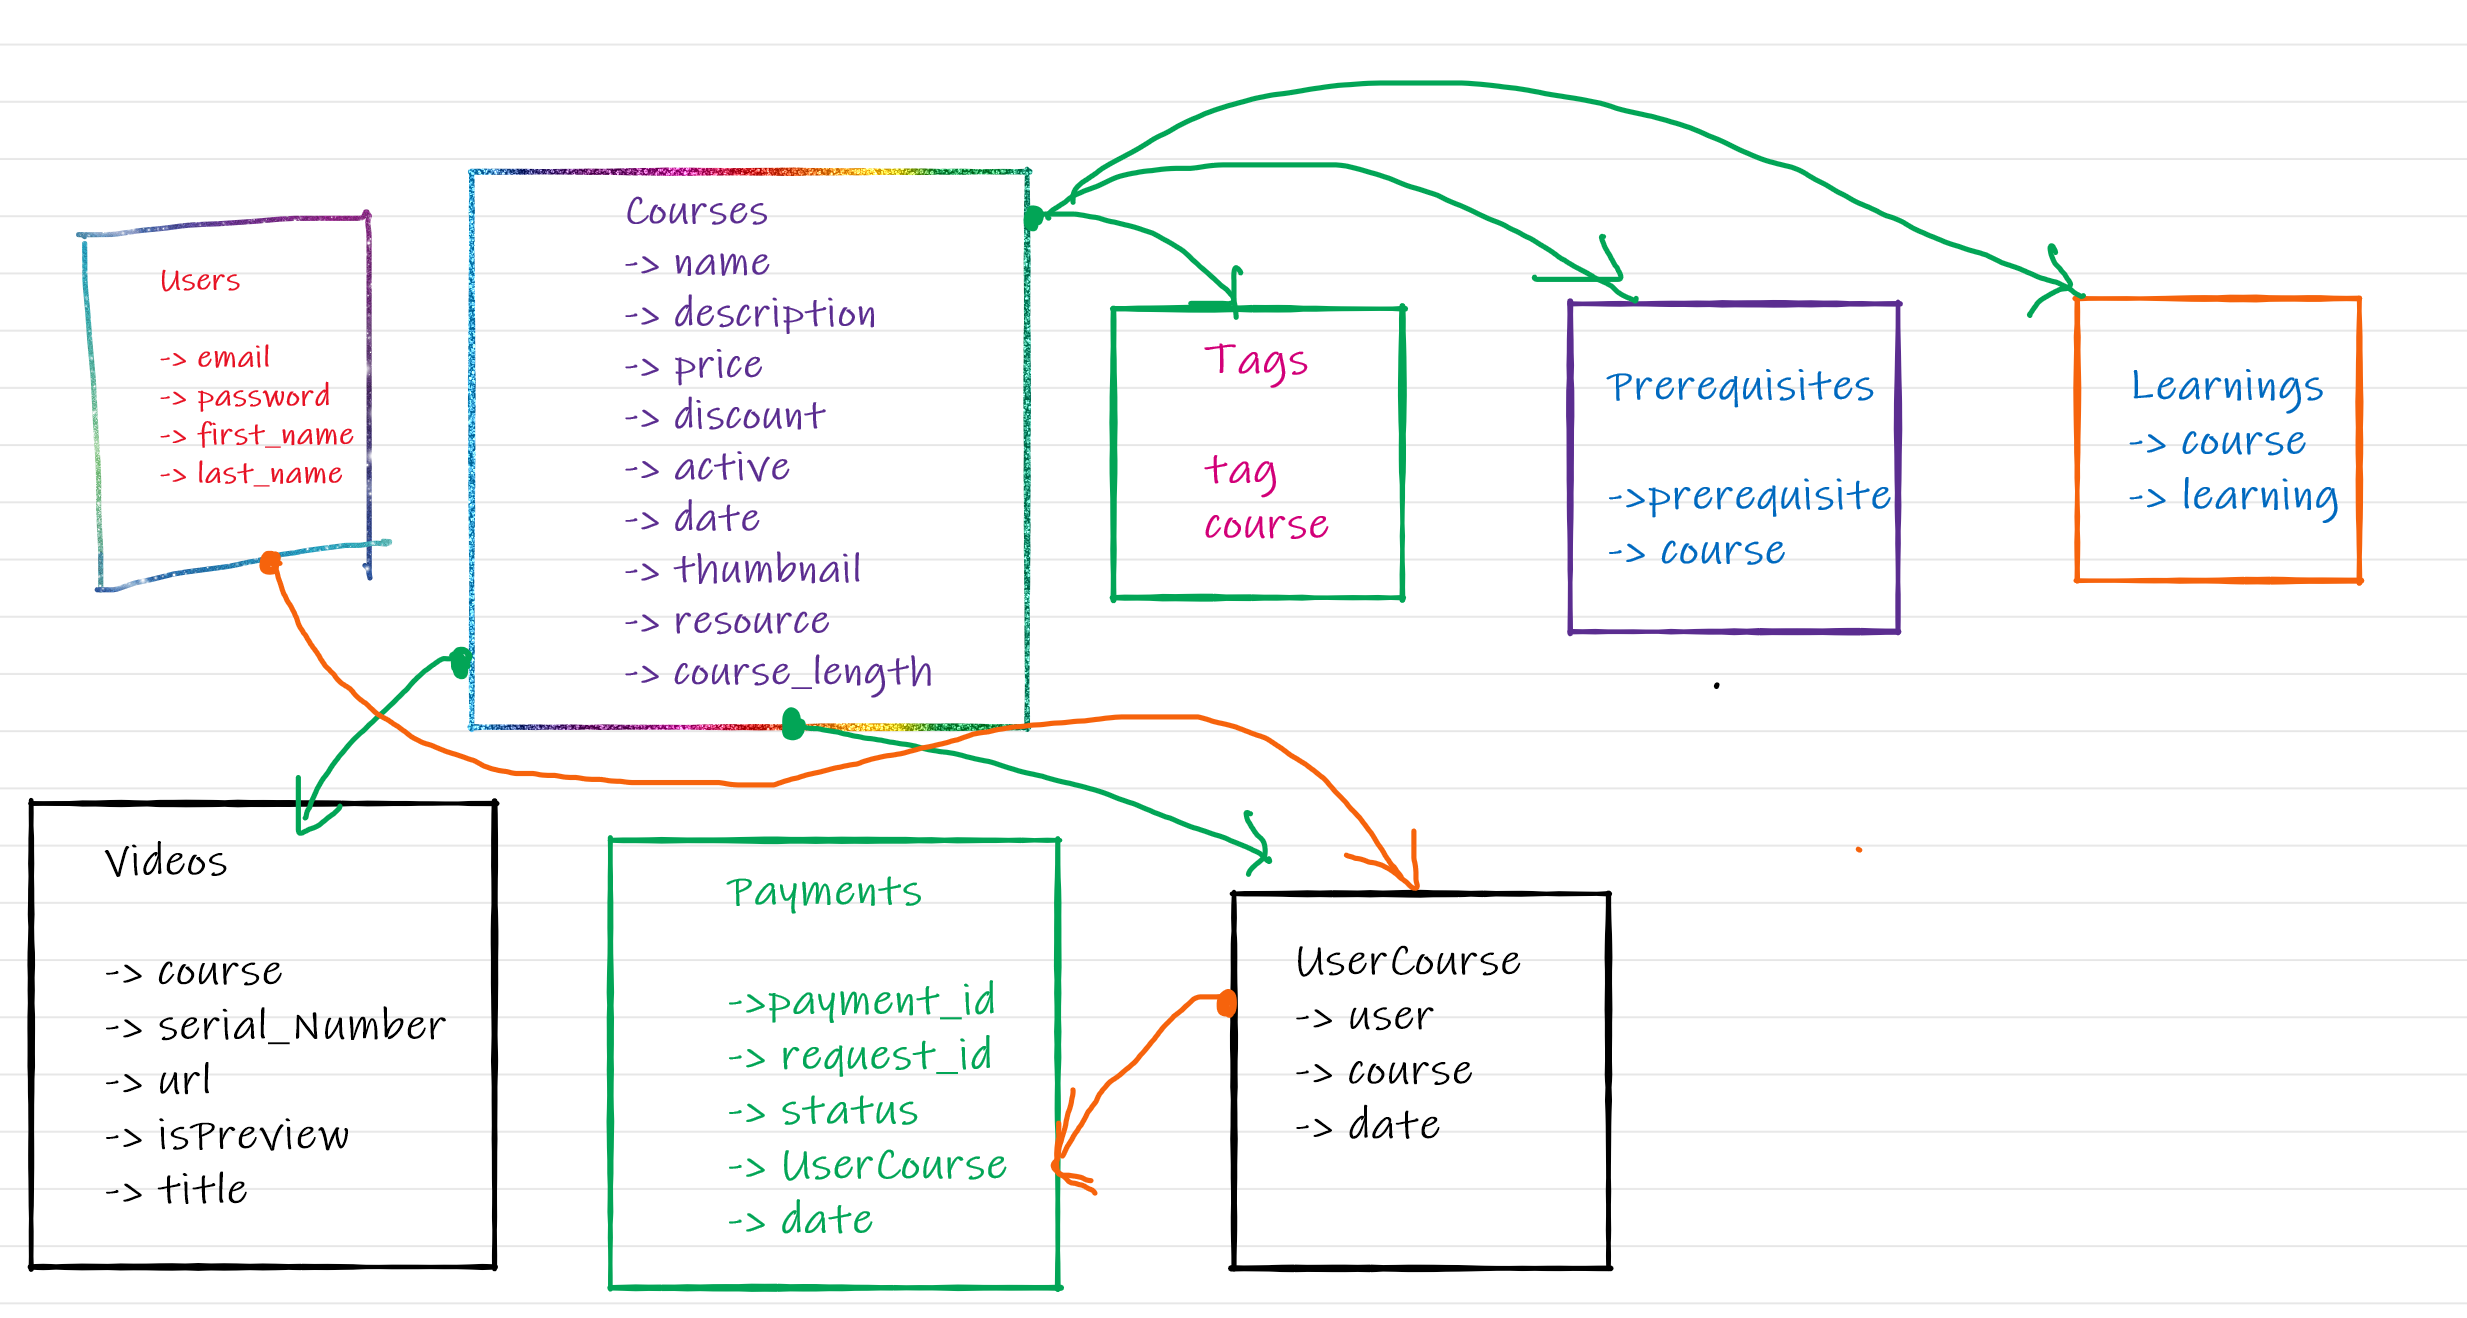 Users
-> email
-> password
-> first_name
-> last_name
Courses
-> name
-> description
-> price
-> discount
-> active
-> date
-> thumbnail
-> resource
-> course_length
Tags
tag
course
Prerequisites
->prerequisite
-> course
Learnings
-> course
-> learning
Videos
-> course
-> serial_Number
-> url
-> isPreview
-> title
Payments
->payment_id
-> request_id
-> status
-> UserCourse
-> date
UserCourse
-> user
-> course
-> date